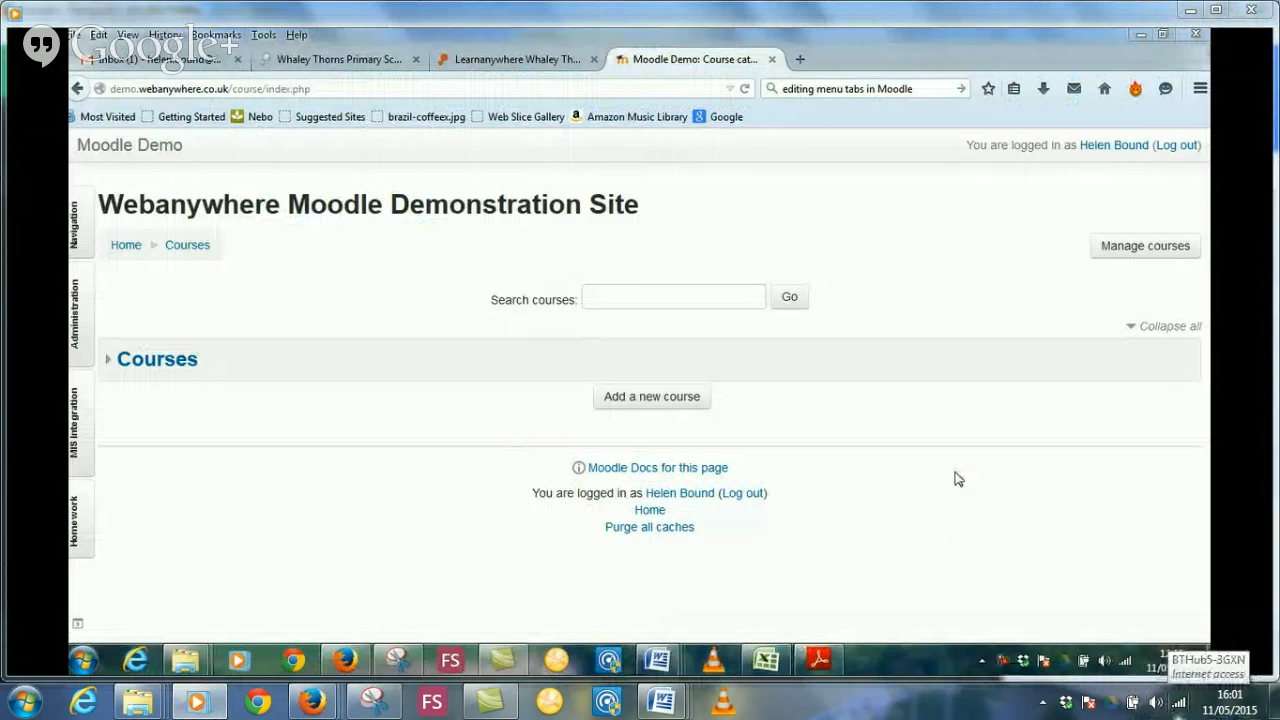 Google+
File Edit View History Bookmarks Tools Help
Whaley Thorns Primary Sc...
Learnanywhere Whaley Th...
Moodle Demo: Course cat...
demo.webanywhere.co.uk/course/index.php
editing menu tabs in Moodle
Most Visited Getting Started Nebo Suggested Sites brazil-coffeex.jpg Web Slice Gallery Amazon Music Library Google
Moodle Demo
You are logged in as Helen Bound (Log out)
Webanywhere Moodle Demonstration Site
Home Courses
Manage courses
Search courses: Go
Collapse all
Courses
Add a new course
Moodle Docs for this page
You are logged in as Helen Bound (Log out)
Home
Purge all caches
Navigation
Administration
MIS Integration
Homework
FS
BTHub5-3GXN
Internet access
FS
16:01
11/05/2015